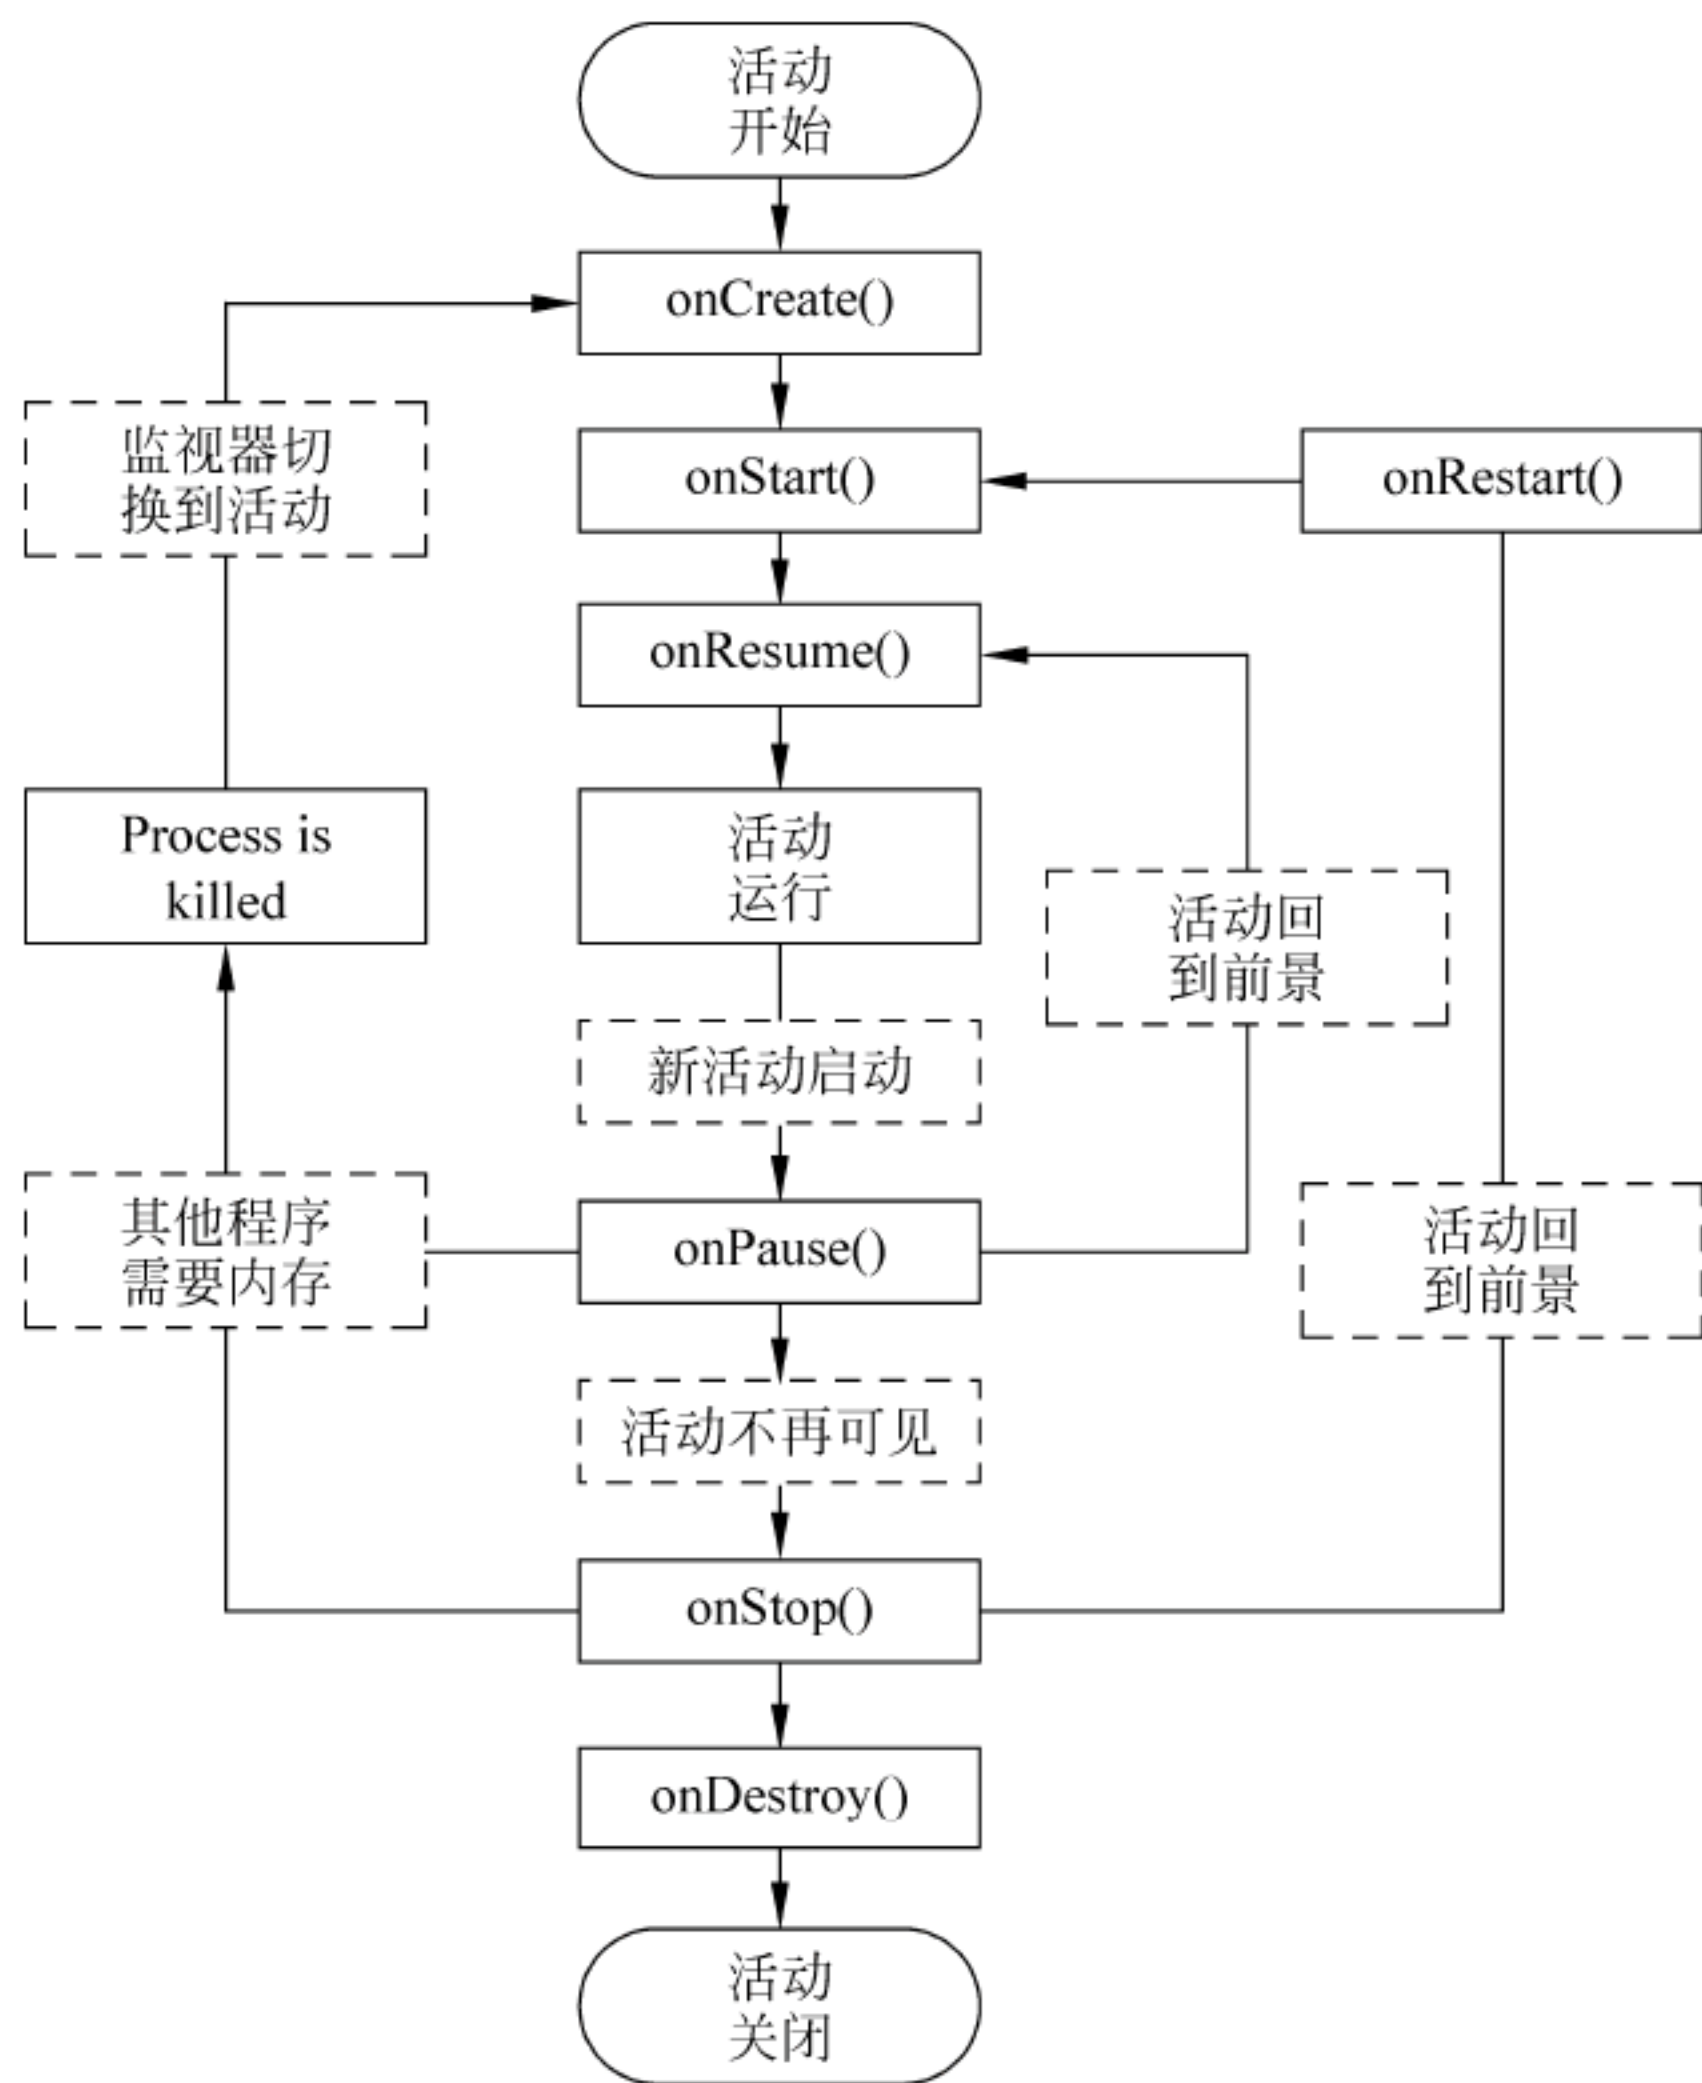 活动
开始
onCreate()
监视器切
换到活动
onStart()
onRestart()
onResume()
Process is
killed
活动
运行
活动回
到前景
新活动启动
其他程序
需要内存
onPause()
活动回
到前景
活动不再可见
onStop()
onDestroy()
活动
关闭